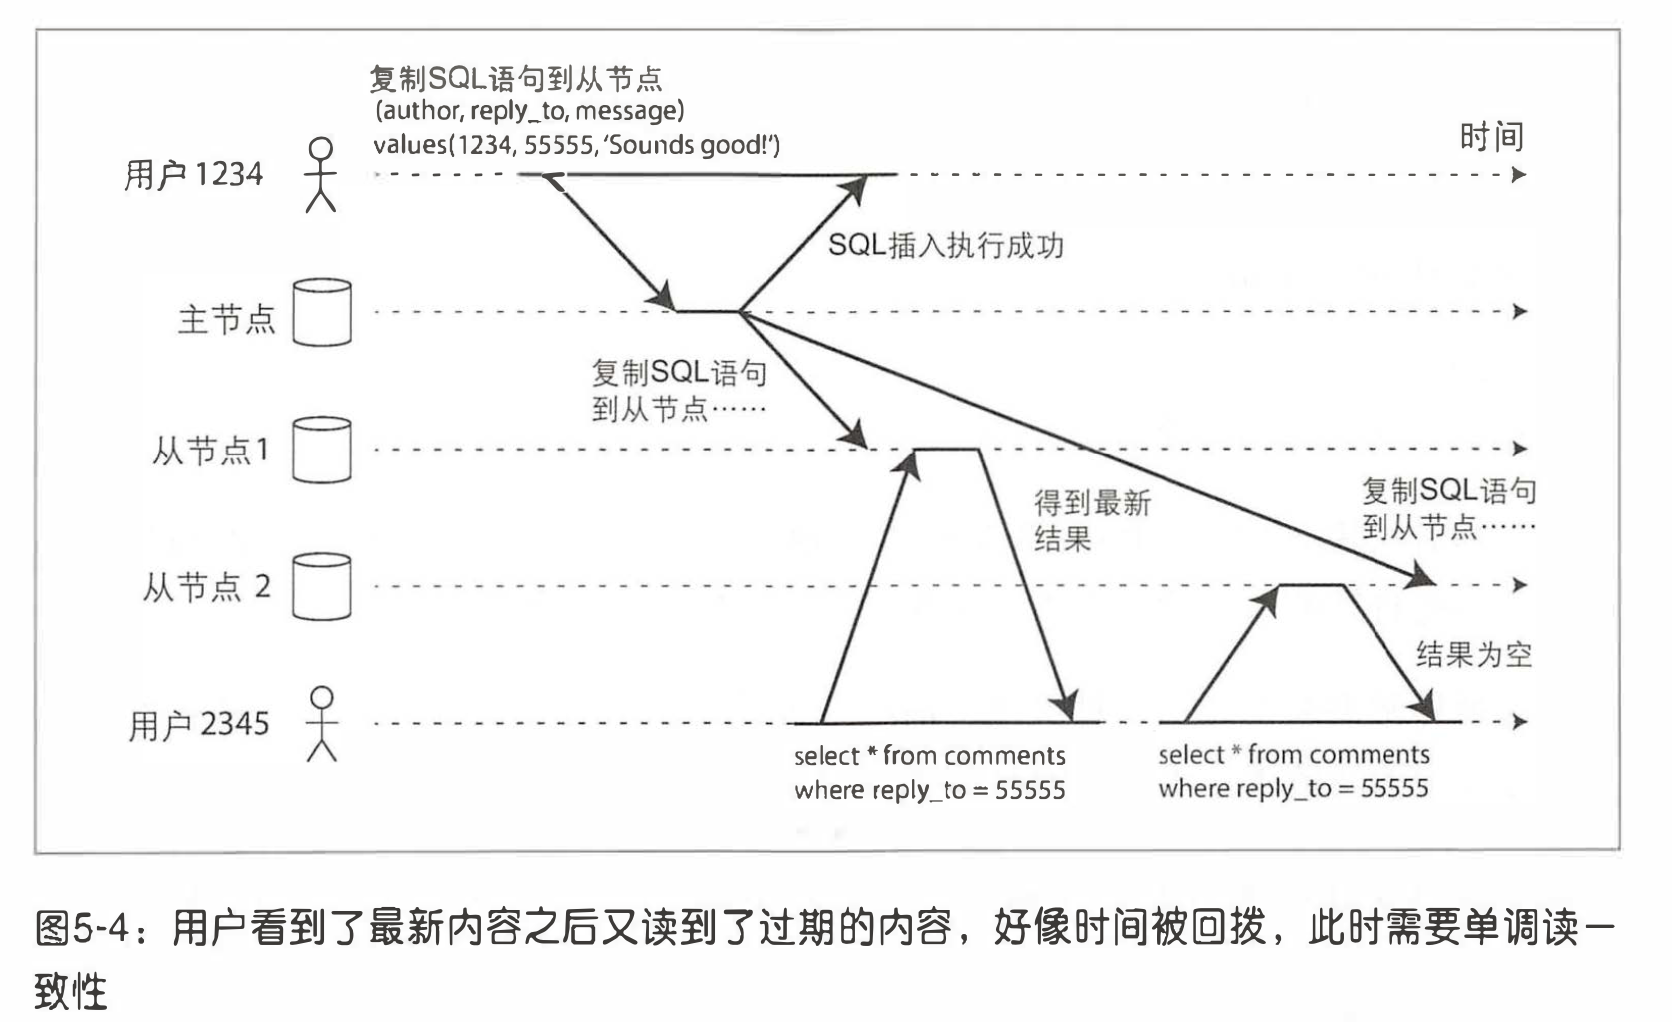 复制SQL语句到从节点
(author, reply_to, message)
values(1234, 55555, ‘Sounds good!’)
时间
用户 1234
SQL插入执行成功
主节点
复制SQL语句
到从节点……
从节点1
得到最新
结果
复制SQL语句
到从节点……
从节点 2
结果为空
用户 2345
select * from comments
where reply_to = 55555
select * from comments
where reply_to = 55555
图5-4：用户看到了最新内容之后又读到了过期的内容，好像时间被回拨，此时需要单调读一
致性